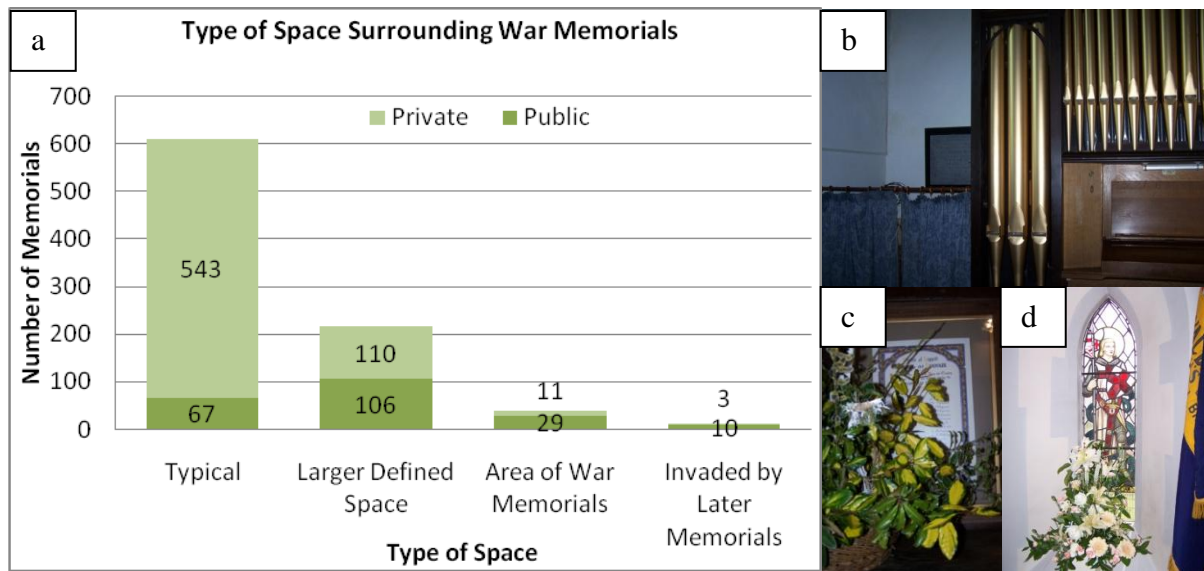 a
Type of Space Surrounding War Memorials
Number of Memorials
700
600
500
400
300
200
100
0
Private
Public
543
67
110
106
11
29
3
10
Typical
Larger Defined
Space
Area of War
Memorials
Invaded by
Later
Memorials
Type of Space
b
c
d